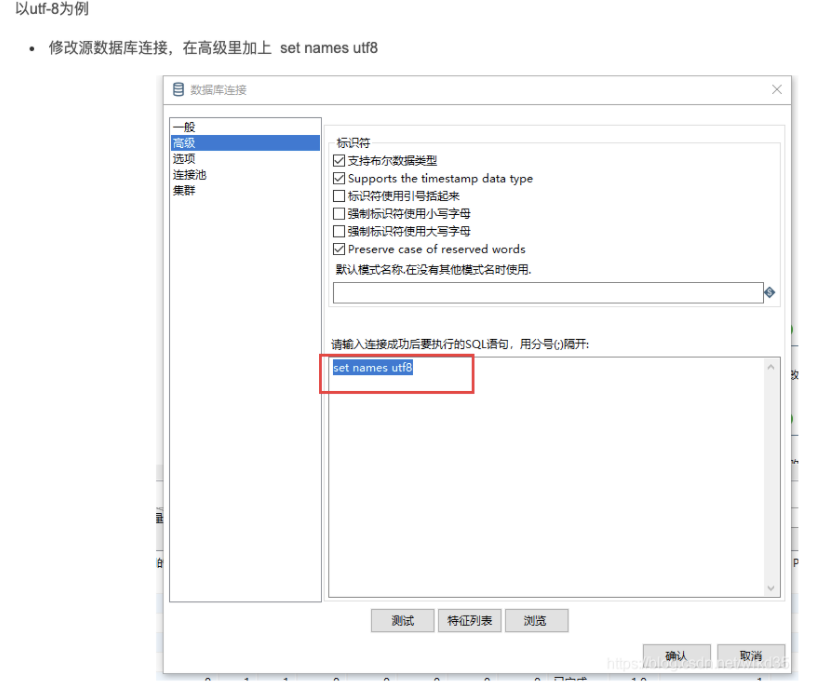 以utf-8为例
修改源数据库连接，在高级里加上 set names utf8
数据库连接
一般
高级
选项
连接池
集群
标识符
支持布尔数据类型
Supports the timestamp data type
标识符使用引号括起来
强制标识符使用小写字母
强制标识符使用大写字母
Preserve case of reserved words
默认模式名称.在没有其他模式名时使用.
请输入连接成功后要执行的SQL语句，用分号(;)隔开:
set names utf8
测试 特征列表 浏览
确认 取消